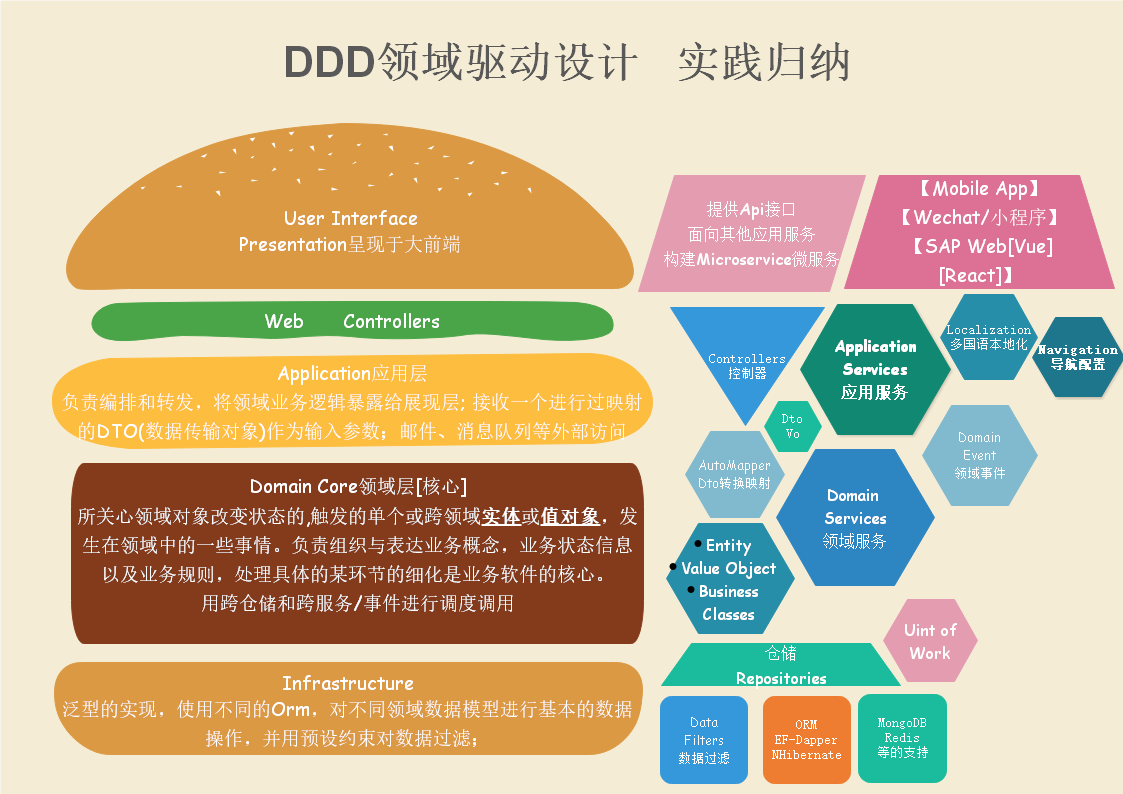 DDD领域驱动设计 实践归纳
User Interface
Presentation呈现于大前端
Web Controllers
Application应用层
负责编排和转发，将领域业务逻辑暴露给展现层; 接收一个进行过映射
的DTO(数据传输对象)作为输入参数；邮件、消息队列等外部访问
Domain Core领域层[核心]
所关心领域对象改变状态的,触发的单个或跨领域实体或值对象，发
生在领域中的一些事情。负责组织与表达业务概念，业务状态信息
以及业务规则，处理具体的某环节的细化是业务软件的核心。
用跨仓储和跨服务/事件进行调度调用
Infrastructure
泛型的实现，使用不同的Orm，对不同领域数据模型进行基本的数据
操作，并用预设约束对数据过滤；
提供Api接口
面向其他应用服务
构建Microservice微服务
【Mobile App】
【Wechat/小程序】
【SAP Web[Vue]
[React]】
Controllers
控制器
Application
Services
应用服务
Localization
多国语本地化
Navigation
导航配置
Dto
Vo
AutoMapper
Dto转换映射
Domain
Event
领域事件
Domain
Services
领域服务
• Entity
• Value Object
• Business
Classes
Uint of
Work
仓储
Repositories
Data
Filters
数据过滤
ORM
EF-Dapper
NHibernate
MongoDB
Redis
等的支持